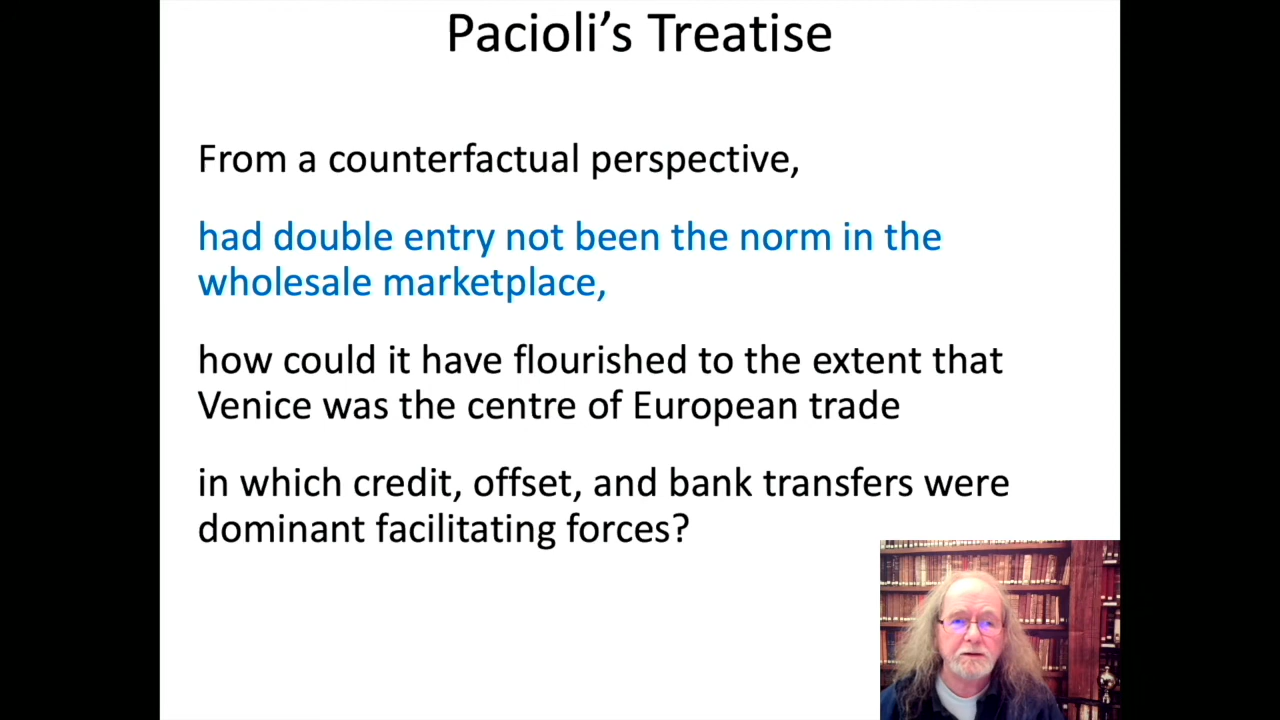 Pacioli’s Treatise
From a counterfactual perspective,
had double entry not been the norm in the
wholesale marketplace,
how could it have flourished to the extent that
Venice was the centre of European trade
in which credit, offset, and bank transfers were
dominant facilitating forces?